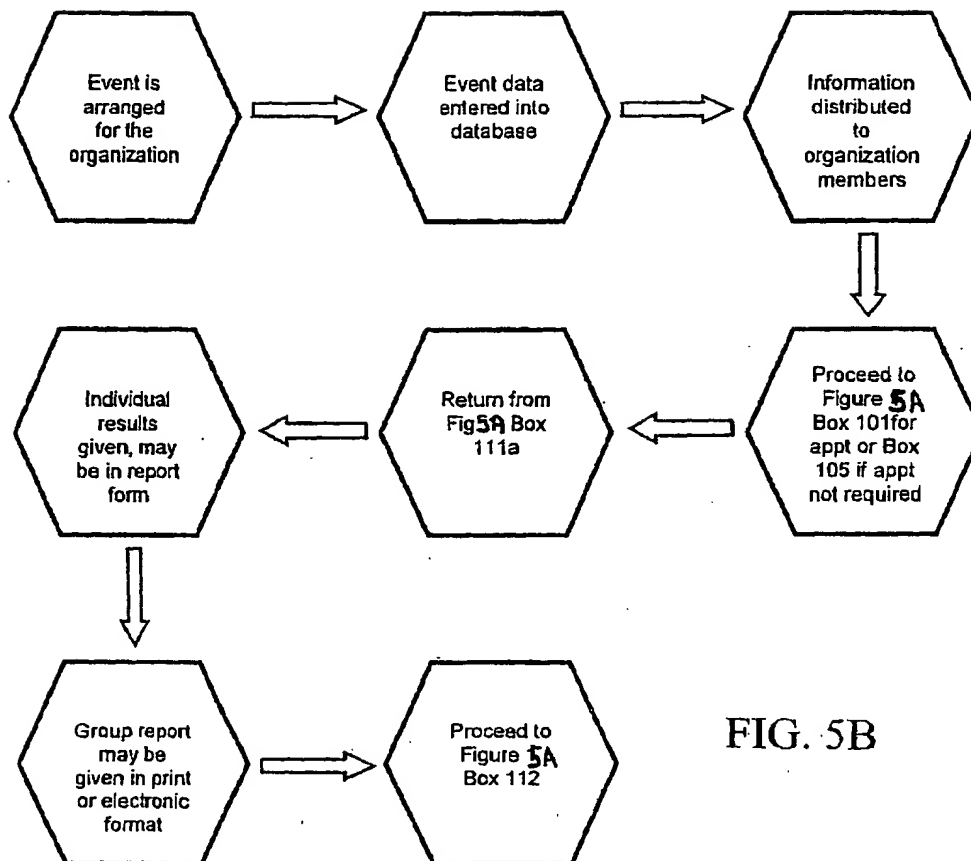 Event is
arranged
for the
organization
Event data
entered into
database
Information
distributed
to
organization
members
Proceed to
Figure 5A
Box 101for
appt or Box
105 if appt
not required
Return from
Fig5A Box
111a
Individual
results
given, may
be in report
form
Group report
may be
given in print
or electronic
format
Proceed to
Figure 5A
Box 112
FIG. 5B